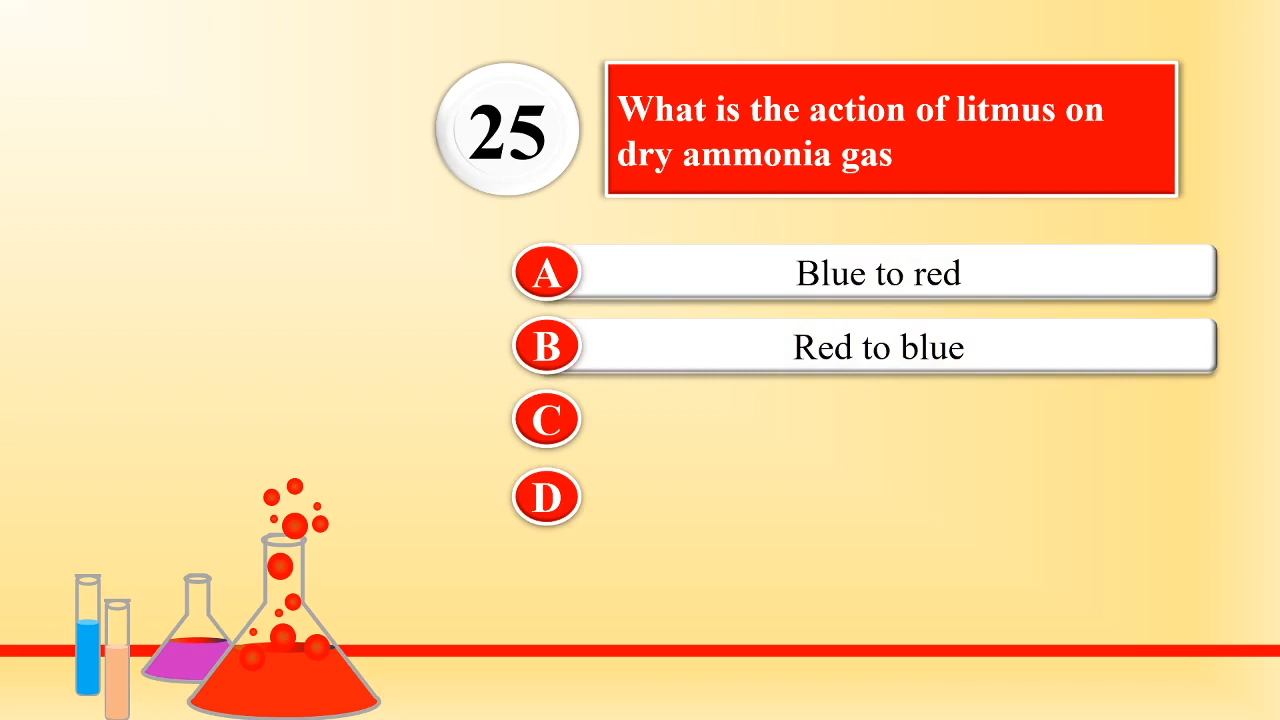 25
What is the action of litmus on
dry ammonia gas
A Blue to red
B Red to blue
C
D